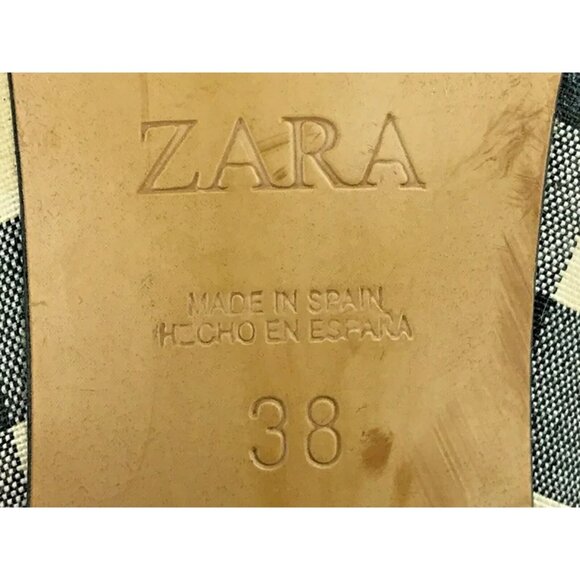 ZARA
MADE IN SPAIN
HECHO EN ESPAÑA
38